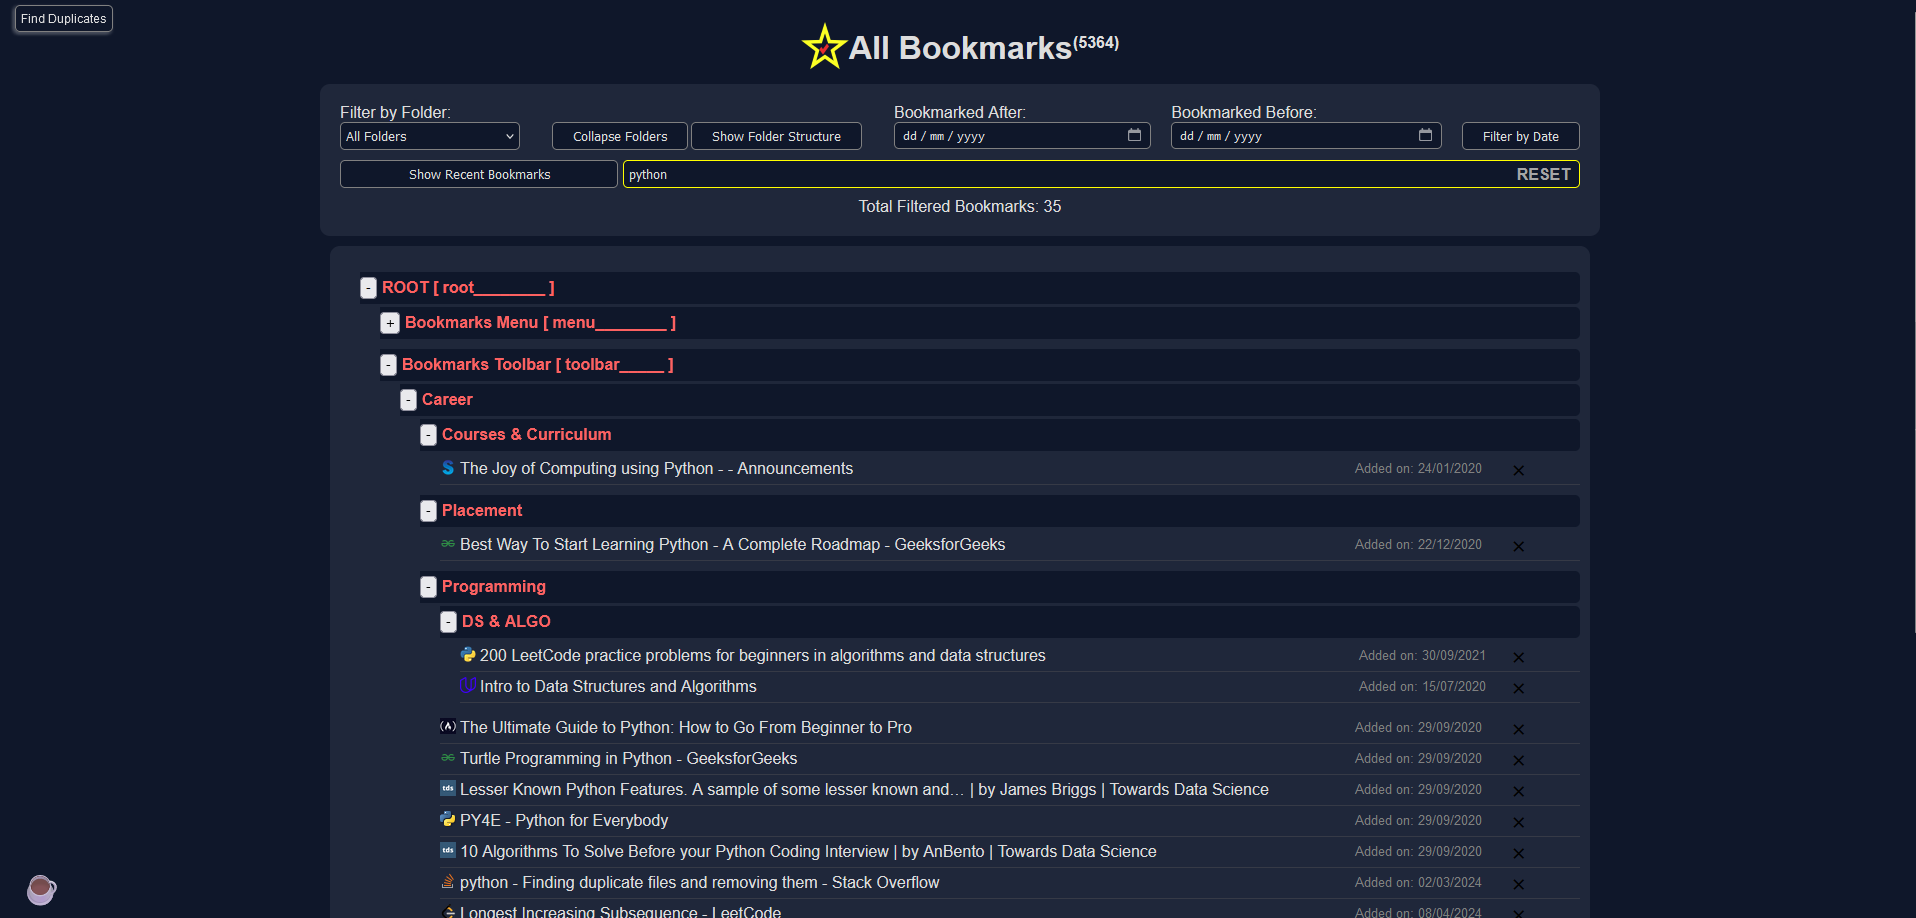 Find Duplicates
All Bookmarks(5364)
Filter by Folder:
Bookmarked After:
Bookmarked Before:
All Folders
Collapse Folders
Show Folder Structure
dd / mm / yyyy
dd / mm / yyyy
Filter by Date
Show Recent Bookmarks
python
RESET
Total Filtered Bookmarks: 35
- ROOT [ root________ ]
+ Bookmarks Menu [ menu________ ]
- Bookmarks Toolbar [ toolbar_____ ]
- Career
- Courses & Curriculum
The Joy of Computing using Python - - Announcements Added on: 24/01/2020 ✕
- Placement
Best Way To Start Learning Python - A Complete Roadmap - GeeksforGeeks Added on: 22/12/2020 ✕
- Programming
- DS & ALGO
200 LeetCode practice problems for beginners in algorithms and data structures Added on: 30/09/2021 ✕
Intro to Data Structures and Algorithms Added on: 15/07/2020 ✕
The Ultimate Guide to Python: How to Go From Beginner to Pro Added on: 29/09/2020 ✕
Turtle Programming in Python - GeeksforGeeks Added on: 29/09/2020 ✕
tds Lesser Known Python Features. A sample of some lesser known and… | by James Briggs | Towards Data Science Added on: 29/09/2020 ✕
PY4E - Python for Everybody Added on: 29/09/2020 ✕
tds 10 Algorithms To Solve Before your Python Coding Interview | by AnBento | Towards Data Science Added on: 29/09/2020 ✕
python - Finding duplicate files and removing them - Stack Overflow Added on: 02/03/2024 ✕
Longest Increasing Subsequence - LeetCode Added on: 08/04/2024 ✕